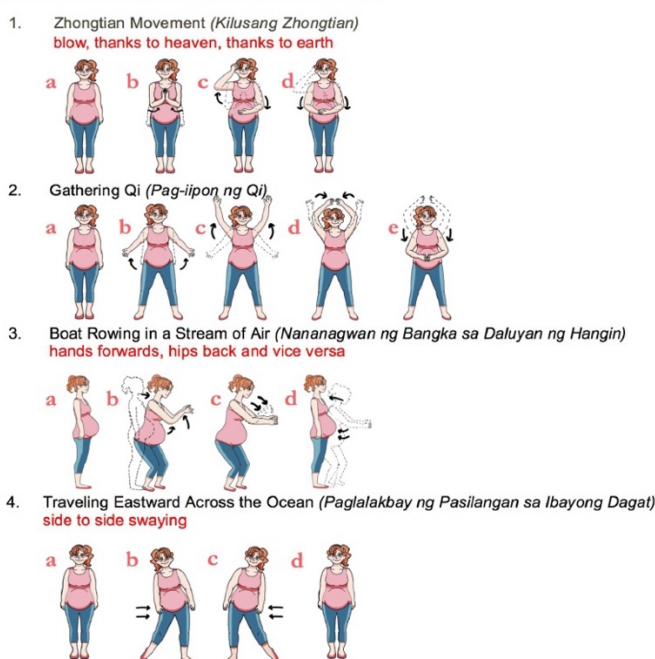 1. Zhongtian Movement (Kilusang Zhongtian)
blow, thanks to heaven, thanks to earth
a b c d
2. Gathering Qi (Pag-iipon ng Qi)
a b c d e
3. Boat Rowing in a Stream of Air (Nananagwan ng Bangka sa Daluyan ng Hangin)
hands forwards, hips back and vice versa
a b c d
4. Traveling Eastward Across the Ocean (Paglalakbay ng Pasilangan sa Ibayong Dagat)
side to side swaying
a b c d